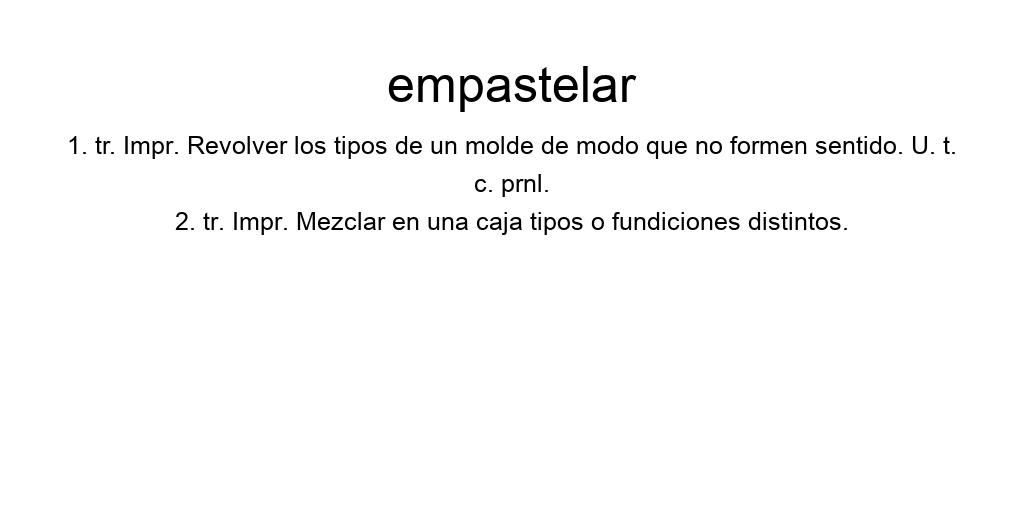 empastelar
1. tr. Impr. Revolver los tipos de un molde de modo que no formen sentido. U. t.
c. prnl.
2. tr. Impr. Mezclar en una caja tipos o fundiciones distintos.